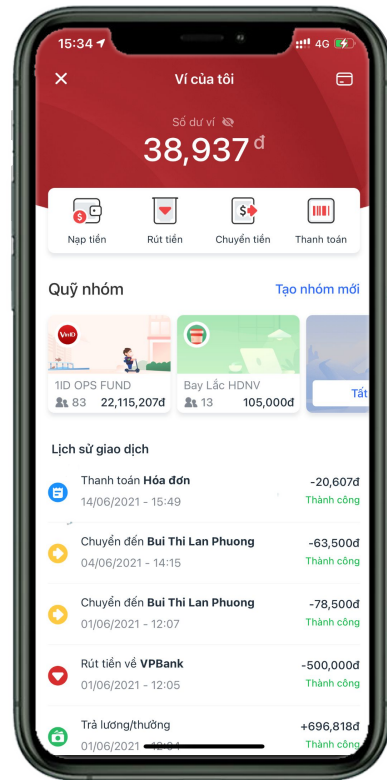 15:34 4G
Ví của tôi
Số dư ví
38,937 đ
Nạp tiền Rút tiền Chuyển tiền Thanh toán
Quỹ nhóm Tạo nhóm mới
VinID
1ID OPS FUND Bay Lắc HDNV
83 22,115,207đ 13 105,000đ Tất
Lịch sử giao dịch
Thanh toán Hóa đơn -20,607đ
14/06/2021 - 15:49 Thành công
Chuyển đến Bui Thi Lan Phuong -63,500đ
04/06/2021 - 14:15 Thành công
Chuyển đến Bui Thi Lan Phuong -78,500đ
01/06/2021 - 12:07 Thành công
Rút tiền về VPBank -500,000đ
01/06/2021 - 12:05 Thành công
Trả lương/thưởng +696,818đ
01/06/2021 - 12:04 Thành công